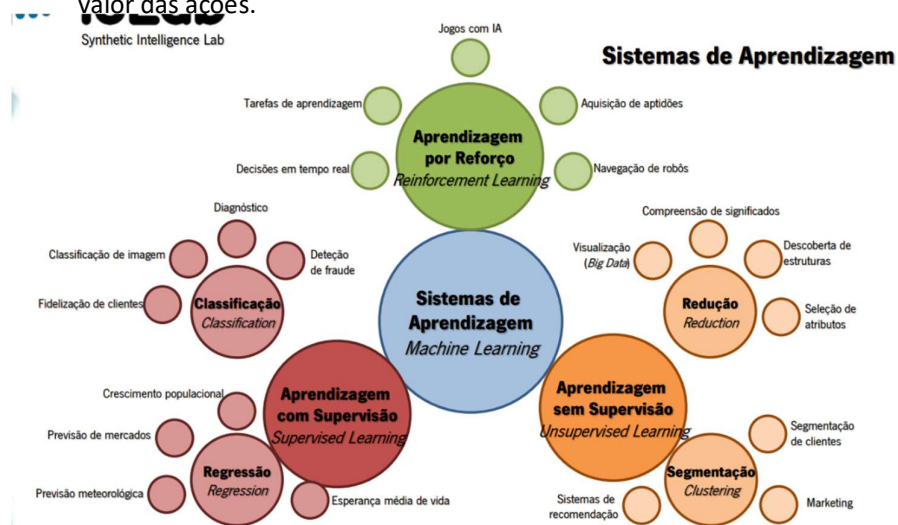 valor das ações.
Synthetic Intelligence Lab
Sistemas de Aprendizagem
Jogos com IA
Tarefas de aprendizagem
Aquisição de aptidões
Decisões em tempo real
Navegação de robôs
Aprendizagem
por Reforço
Reinforcement Learning
Diagnóstico
Classificação de imagem
Deteção
de fraude
Fidelização de clientes
Classificação
Classification
Sistemas de
Aprendizagem
Machine Learning
Compreensão de significados
Visualização
(Big Data)
Descoberta de
estruturas
Redução
Reduction
Seleção de
atributos
Aprendizagem
com Supervisão
Supervised Learning
Aprendizagem
sem Supervisão
Unsupervised Learning
Crescimento populacional
Previsão de mercados
Previsão meteorológica
Regressão
Regression
Esperança média de vida
Segmentação
de clientes
Segmentação
Clustering
Sistemas de
recomendação
Marketing